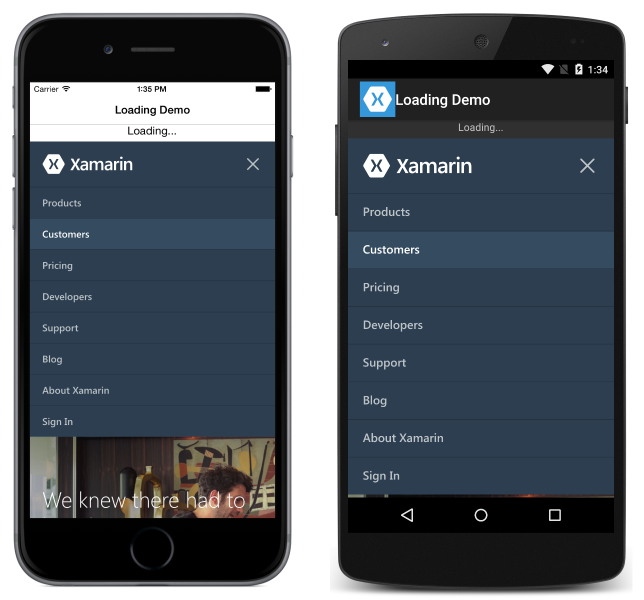 Carrier 1:35 PM
Loading Demo
Loading...
Xamarin
Products
Customers
Pricing
Developers
Support
Blog
About Xamarin
Sign In
We knew there had to
1:34
Loading Demo
Loading...
Xamarin
Products
Customers
Pricing
Developers
Support
Blog
About Xamarin
Sign In